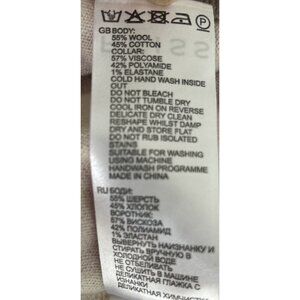 GB BODY:
55% WOOL
45% COTTON
COLLAR:
57% VISCOSE
42% POLYAMIDE
1% ELASTANE
COLD HAND WASH INSIDE
OUT
DO NOT BLEACH
DO NOT TUMBLE DRY
COOL IRON ON REVERSE
DELICATE DRY CLEAN
RESHAPE WHILST DAMP
DRY AND STORE FLAT
DO NOT RUB ISOLATED
STAINS
SUITABLE FOR WASHING
USING MACHINE
HANDWASH PROGRAMME
MADE IN CHINA
RU БОДИ:
55% ШЕРСТЬ
45% ХЛОПОК
ВОРОТНИК:
57% ВИСКОЗА
42% ПОЛИАМИД
1% ЭЛАСТАН
ВЫВЕРНУТЬ НАИЗНАНКУ И
СТИРАТЬ ВРУЧНУЮ В
ХОЛОДНОЙ ВОДЕ
НЕ ОТБЕЛИВАТЬ
НЕ СУШИТЬ В МАШИНЕ
ДЕЛИКАТНАЯ ГЛАЖКА С
ИЗНАНКИ
ДЕЛИКАТНАЯ ХИМЧИСТКА